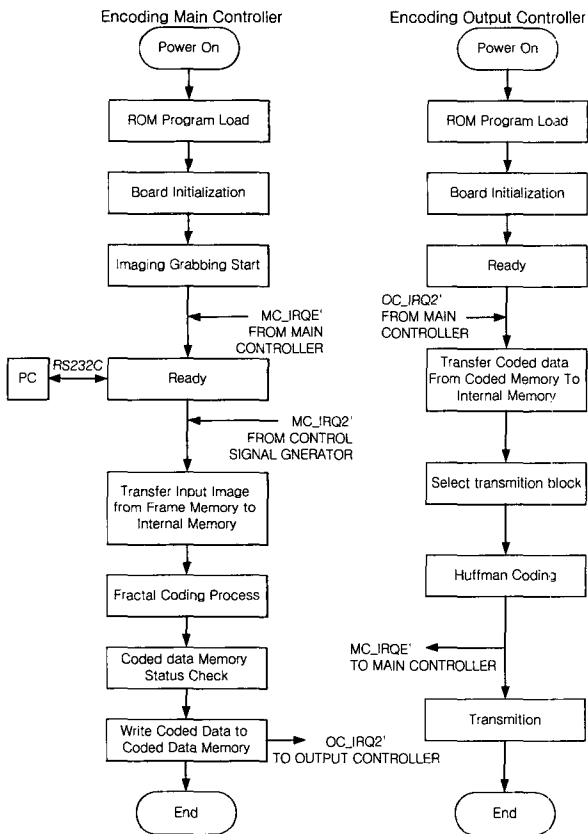 Encoding Main Controller
Power On
ROM Program Load
Board Initialization
Imaging Grabbing Start
MC_IRQE'
FROM MAIN
CONTROLLER
PC
RS232C
Ready
MC_IRQ2'
FROM CONTROL
SIGNAL GNERATOR
Transfer Input Image
from Frame Memory to
Internal Memory
Fractal Coding Process
Coded data Memory
Status Check
Write Coded Data to
Coded Data Memory
OC_IRQ2'
TO OUTPUT CONTROLLER
End
Encoding Output Controller
Power On
ROM Program Load
Board Initialization
Ready
OC_IRQ2'
FROM MAIN
CONTROLLER
Transfer Coded data
From Coded Memory To
Internal Memory
Select transmition block
Huffman Coding
MC_IRQE'
TO MAIN CONTROLLER
Transmition
End